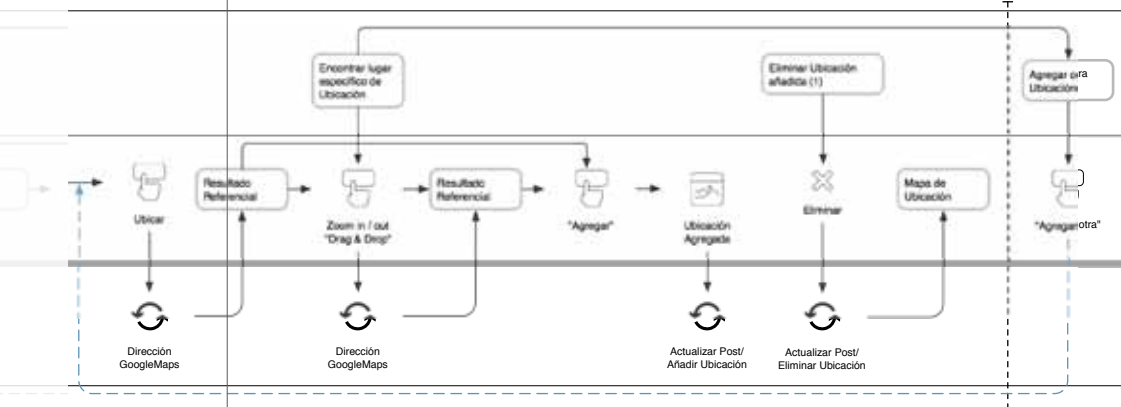 Encontrar lugar
específico de
Ubicación
Eliminar Ubicación
añadida (1)
Agregar otra
Ubicación
Resultado
Referencial
Resultado
Referencial
Mapa de
Ubicación
Ubicar
Zoom in / out
"Drag & Drop"
"Agregar"
Ubicación
Agregada
Eliminar
"Agregar otra"
Dirección
GoogleMaps
Dirección
GoogleMaps
Actualizar Post/
Añadir Ubicación
Actualizar Post/
Eliminar Ubicación